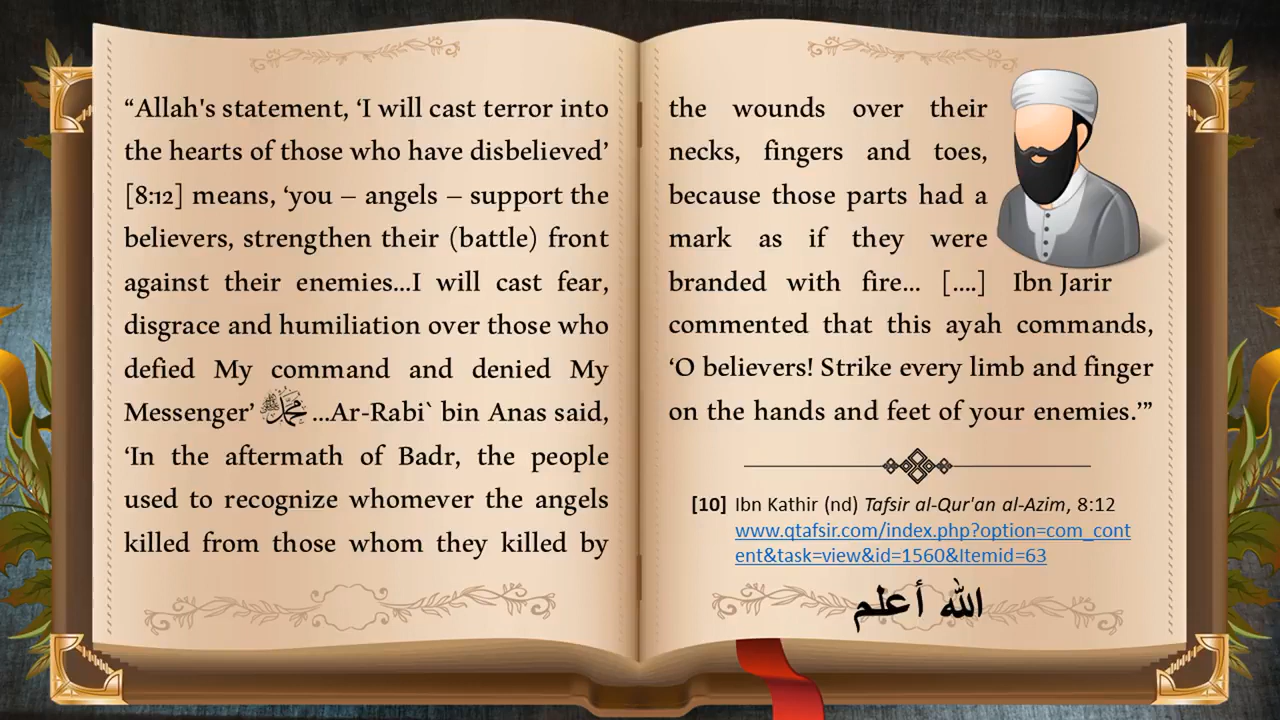 “Allah's statement, ‘I will cast terror into
the hearts of those who have disbelieved’
[8:12] means, ‘you – angels – support the
believers, strengthen their (battle) front
against their enemies...I will cast fear,
disgrace and humiliation over those who
defied My command and denied My
Messenger’ ﷺ ...Ar-Rabi` bin Anas said,
‘In the aftermath of Badr, the people
used to recognize whomever the angels
killed from those whom they killed by
the wounds over their
necks, fingers and toes,
because those parts had a
mark as if they were
branded with fire... [....] Ibn Jarir
commented that this ayah commands,
‘O believers! Strike every limb and finger
on the hands and feet of your enemies.’”
[10] Ibn Kathir (nd) Tafsir al-Qur'an al-Azim, 8:12
www.qtafsir.com/index.php?option=com_cont
ent&task=view&id=1560&Itemid=63
الله أعلم